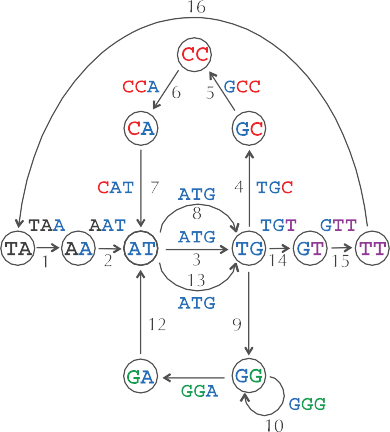 16
CC
CCA GCC
6 5
CA GC
CAT 7 ATG 4 TGC
8
TAA AAT ATG TGT GTT
TA AA AT TG GT TT
1 2 3 14 15
13
ATG
12 9
GA GG
GGA GGG
10